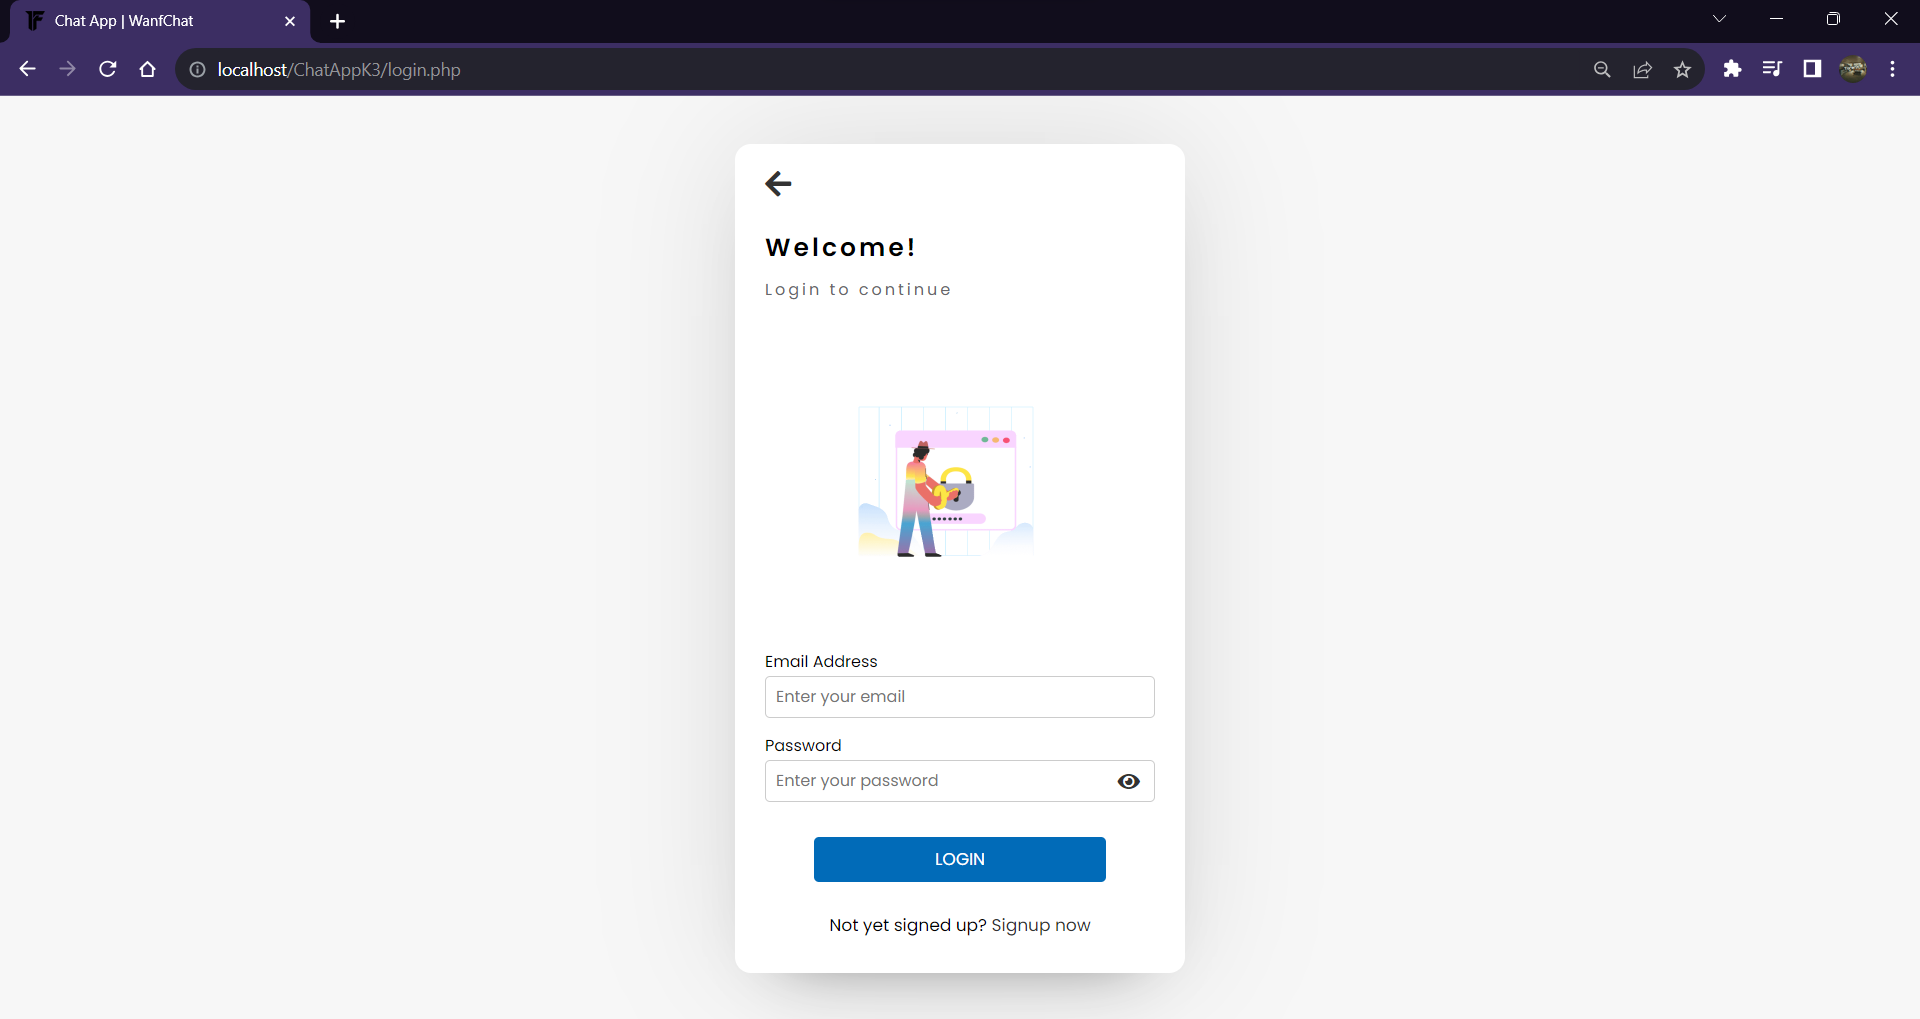 Chat App | WanfChat
localhost/ChatAppK3/login.php
Welcome!
Login to continue
Email Address
Enter your email
Password
Enter your password
LOGIN
Not yet signed up? Signup now